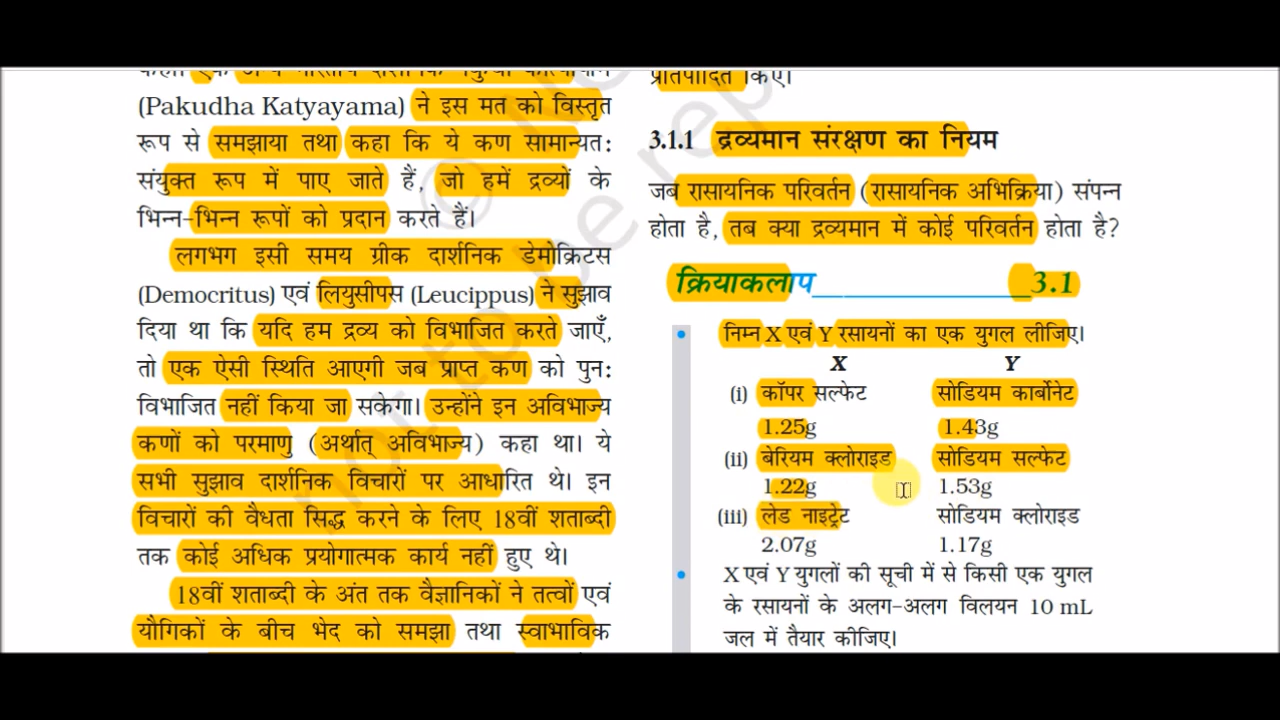 (Pakudha Katyayama) ने इस मत को विस्तृत
रूप से समझाया तथा कहा कि ये कण सामान्यत:
संयुक्त रूप में पाए जाते हैं, जो हमें द्रव्यों के
भिन्न-भिन्न रूपों को प्रदान करते हैं।
लगभग इसी समय ग्रीक दार्शनिक डेमोक्रिटस
(Democritus) एवं लियुसीपस (Leucippus) ने सुझाव
दिया था कि यदि हम द्रव्य को विभाजित करते जाएँ,
तो एक ऐसी स्थिति आएगी जब प्राप्त कण को पुन:
विभाजित नहीं किया जा सकेगा। उन्होंने इन अविभाज्य
कणों को परमाणु (अर्थात् अविभाज्य) कहा था। ये
सभी सुझाव दार्शनिक विचारों पर आधारित थे। इन
विचारों की वैधता सिद्ध करने के लिए 18वीं शताब्दी
तक कोई अधिक प्रयोगात्मक कार्य नहीं हुए थे।
18वीं शताब्दी के अंत तक वैज्ञानिकों ने तत्वों एवं
यौगिकों के बीच भेद को समझा तथा स्वाभाविक
प्रतिपादित किए।
3.1.1 द्रव्यमान संरक्षण का नियम
जब रासायनिक परिवर्तन (रासायनिक अभिक्रिया) संपन्न
होता है, तब क्या द्रव्यमान में कोई परिवर्तन होता है?
क्रियाकलाप 3.1
• निम्न X एवं Y रसायनों का एक युगल लीजिए।
X Y
(i) कॉपर सल्फेट सोडियम कार्बोनेट
1.25g 1.43g
(ii) बेरियम क्लोराइड सोडियम सल्फेट
1.22g 1.53g
(iii) लेड नाइट्रेट सोडियम क्लोराइड
2.07g 1.17g
• X एवं Y युगलों की सूची में से किसी एक युगल
के रसायनों के अलग-अलग विलयन 10 mL
जल में तैयार कीजिए।
not to be rep